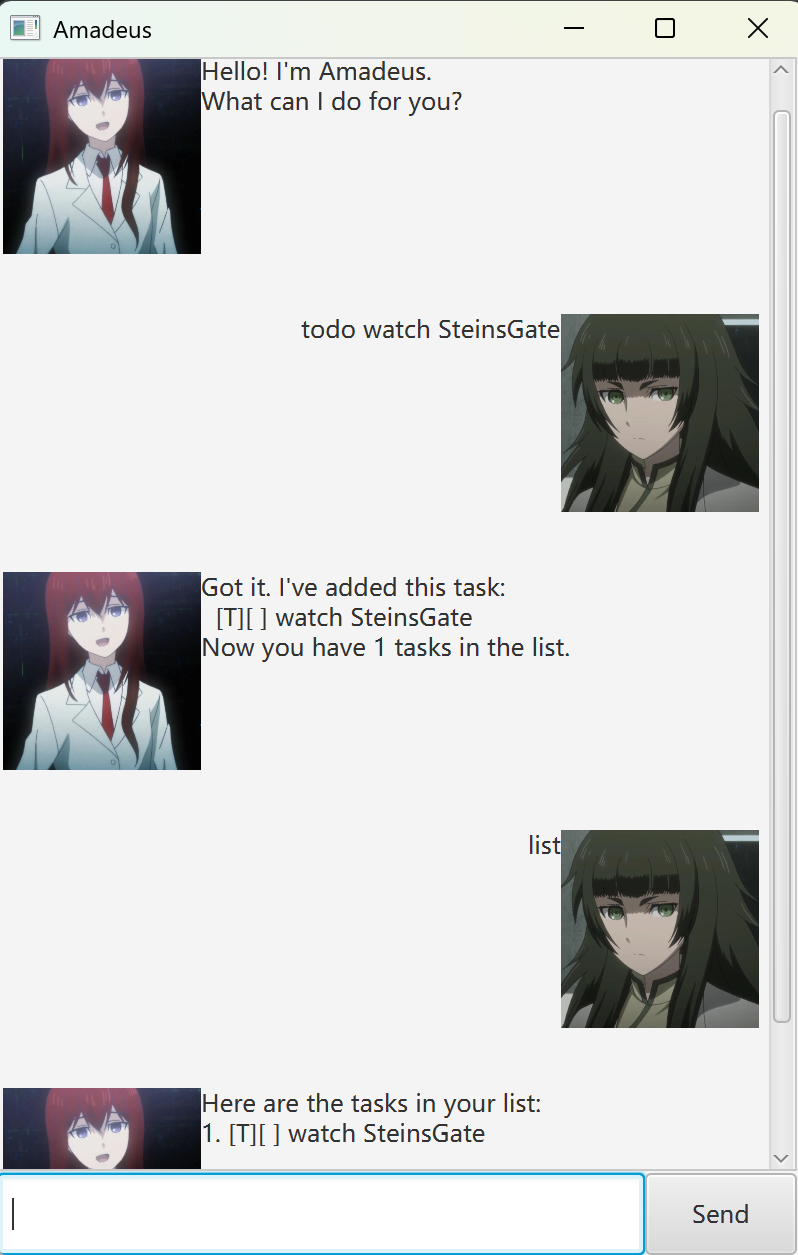 Amadeus
Hello! I'm Amadeus.
What can I do for you?
todo watch SteinsGate
Got it. I've added this task:
[T][ ] watch SteinsGate
Now you have 1 tasks in the list.
list
Here are the tasks in your list:
1. [T][ ] watch SteinsGate
Send